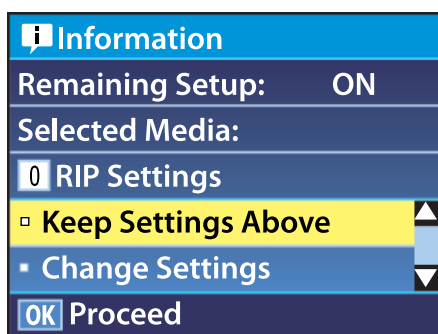 Information
Remaining Setup: ON
Selected Media:
0 RIP Settings
Keep Settings Above
Change Settings
OK Proceed